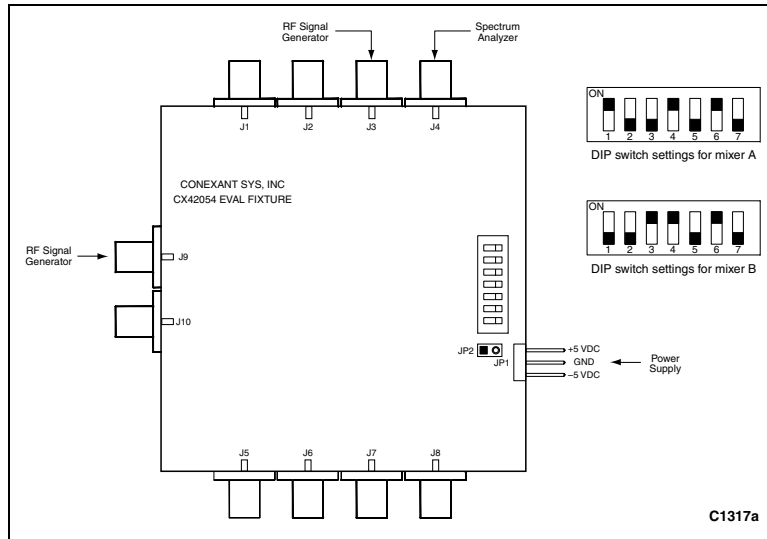 RF Signal
Generator
Spectrum
Analyzer
J1
J2
J3
J4
ON
1 2 3 4 5 6 7
DIP switch settings for mixer A
CONEXANT SYS, INC
CX42054 EVAL FIXTURE
ON
1 2 3 4 5 6 7
DIP switch settings for mixer B
RF Signal
Generator
J9
J10
JP2
JP1
+5 VDC
GND
–5 VDC
Power
Supply
J5
J6
J7
J8
C1317a